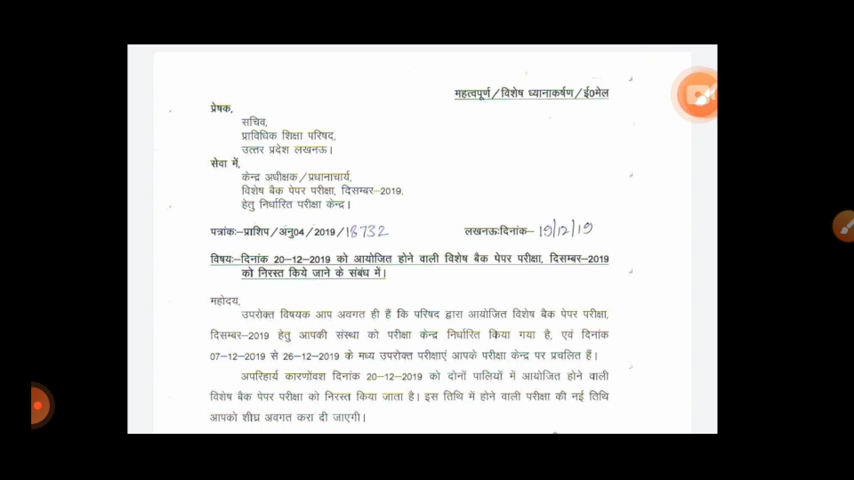 महत्वपूर्ण/विशेष ध्यानाकर्षण/ई0मेल
प्रेषक,
सचिव,
प्राविधिक शिक्षा परिषद,
उत्तर प्रदेश लखनऊ।
सेवा में,
केन्द्र अधीक्षक/प्रधानाचार्य,
विशेष बैक पेपर परीक्षा, दिसम्बर–2019,
हेतु निर्धारित परीक्षा केन्द्र।
पत्रांकः–प्राशिप/अनु04/2019/18732 लखनऊःदिनांक– 19/12/19
विषयः–दिनांक 20–12–2019 को आयोजित होने वाली विशेष बैक पेपर परीक्षा, दिसम्बर–2019
को निरस्त किये जाने के संबंध में।
महोदय,
उपरोक्त विषयक आप अवगत ही हैं कि परिषद द्वारा आयोजित विशेष बैक पेपर परीक्षा,
दिसम्बर–2019 हेतु आपकी संस्था को परीक्षा केन्द्र निर्धारित किया गया है, एवं दिनांक
07–12–2019 से 26–12–2019 के मध्य उपरोक्त परीक्षाएं आपके परीक्षा केन्द्र पर प्रचलित हैं।
अपरिहार्य कारणोंवश दिनांक 20–12–2019 को दोनों पालियों में आयोजित होने वाली
विशेष बैक पेपर परीक्षा को निरस्त किया जाता है। इस तिथि में होने वाली परीक्षा की नई तिथि
आपको शीघ्र अवगत करा दी जाएगी।